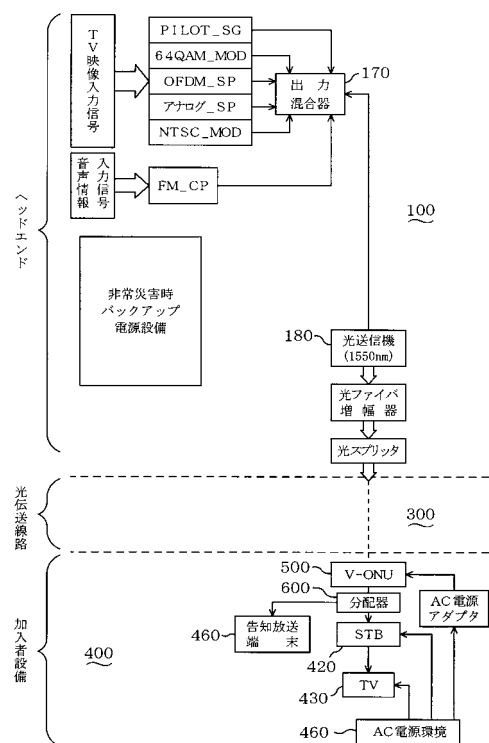 ヘッドエンド
TV映像入力信号
PILOT_SG
64QAM_MOD
OFDM_SP
アナログ_SP
NTSC_MOD
出力
混合器
170
音声情報
入力信号
FM_CP
100
非常災害時
バックアップ
電源設備
180
光送信機
(1550nm)
光ファイバ
増幅器
光スプリッタ
光伝送線路
300
加入者設備
400
500
V-ONU
600
分配器
AC電源
アダプタ
460
告知放送
端末
STB
420
TV
430
460
AC電源環境